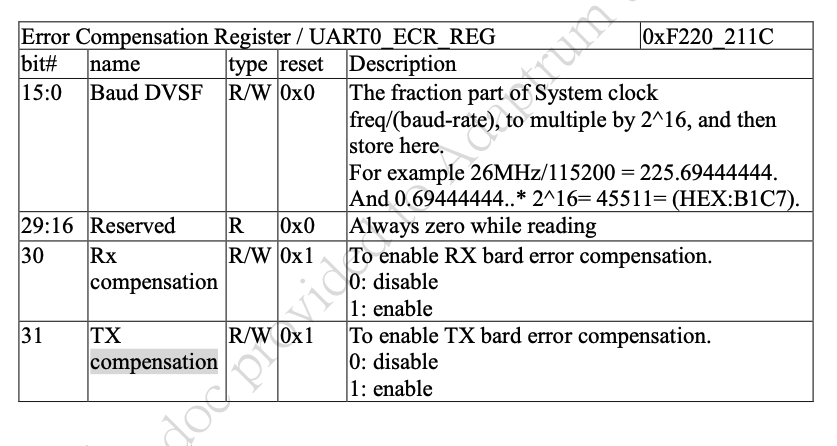 Error Compensation Register / UART0_ECR_REG 0xF220_211C
bit# name type reset Description
15:0 Baud DVSF R/W 0x0 The fraction part of System clock
freq/(baud-rate), to multiple by 2^16, and then
store here.
For example 26MHz/115200 = 225.69444444.
And 0.69444444..* 2^16= 45511= (HEX:B1C7).
29:16 Reserved R 0x0 Always zero while reading
30 Rx R/W 0x1 To enable RX bard error compensation.
compensation 0: disable
1: enable
31 TX R/W 0x1 To enable TX bard error compensation.
compensation 0: disable
1: enable
doc provided to Adaptrum